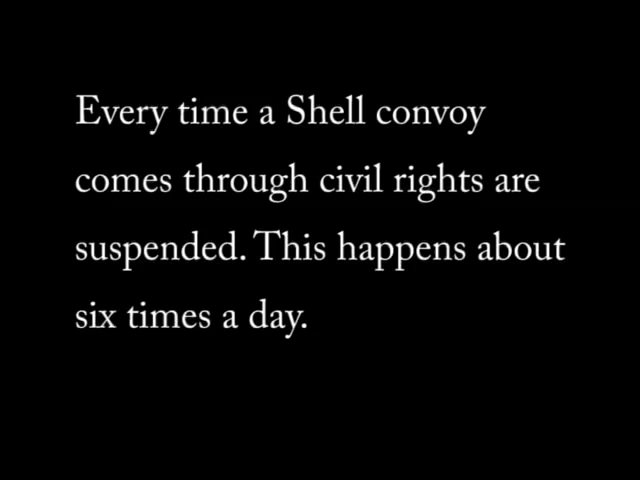 Every time a Shell convoy
comes through civil rights are
suspended. This happens about
six times a day.